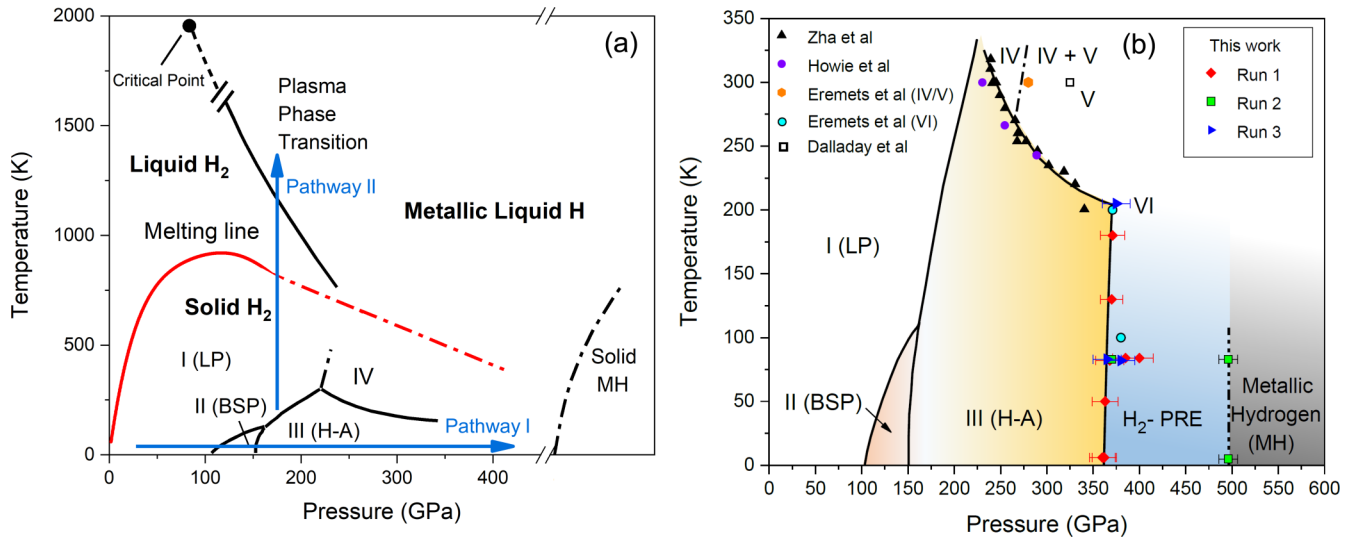 (a)
2000
1500
1000
500
0
Temperature (K)
0
100
200
300
400
Pressure (GPa)
Critical Point
Plasma
Phase
Transition
Liquid H2
Pathway II
Metallic Liquid H
Melting line
Solid H2
I (LP)
IV
Solid
MH
II (BSP)
III (H-A)
Pathway I
(b)
350
300
250
200
150
100
50
0
Temperature (K)
0
50
100
150
200
250
300
350
400
450
500
550
600
Pressure (GPa)
Zha et al
Howie et al
Eremets et al (IV/V)
Eremets et al (VI)
Dalladay et al
IV
IV + V
V
This work
Run 1
Run 2
Run 3
VI
I (LP)
II (BSP)
III (H-A)
H2- PRE
Metallic
Hydrogen
(MH)